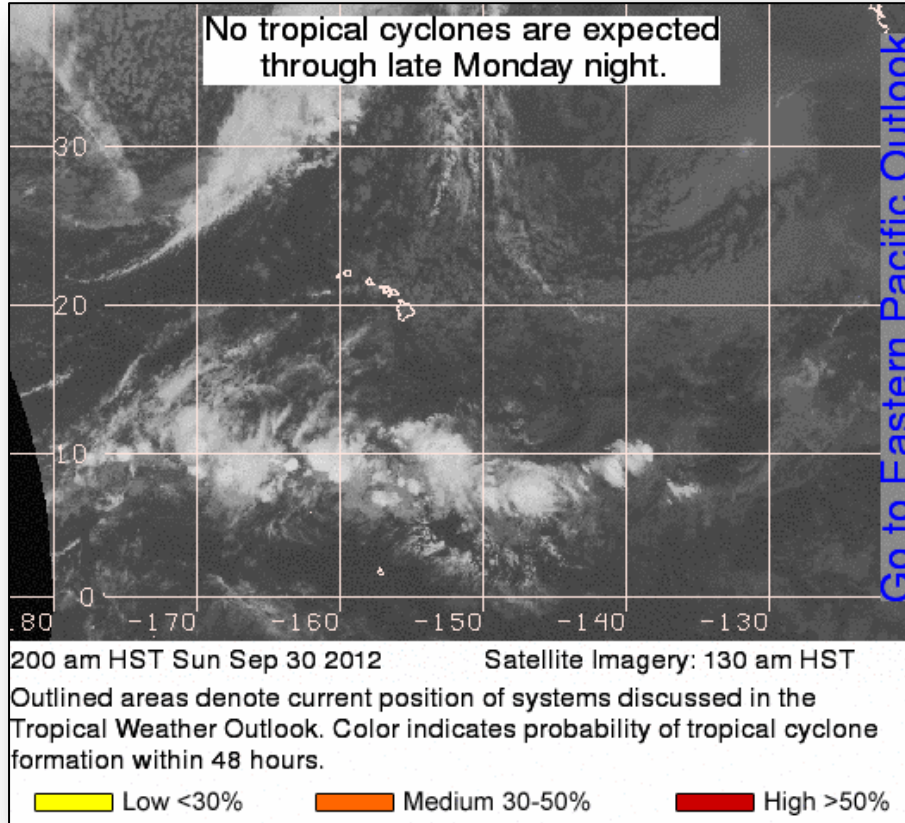 No tropical cyclones are expected
through late Monday night.
Go to Eastern Pacific Outlook
30
20
10
0
.80 -170 -160 -150 -140 -130
200 am HST Sun Sep 30 2012 Satellite Imagery: 130 am HST
Outlined areas denote current position of systems discussed in the
Tropical Weather Outlook. Color indicates probability of tropical cyclone
formation within 48 hours.
Low <30% Medium 30-50% High >50%